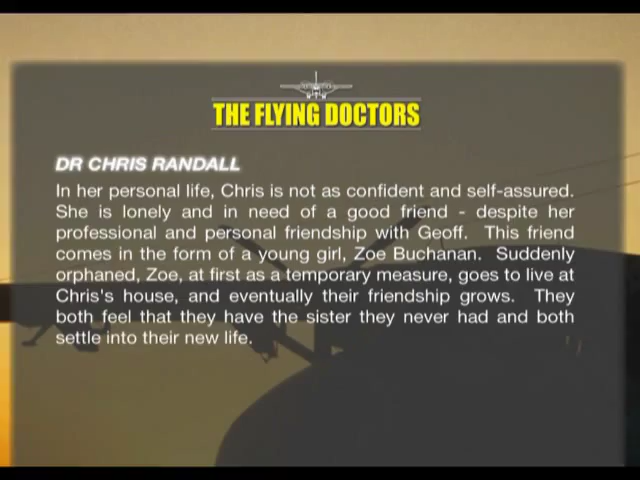 THE FLYING DOCTORS
DR CHRIS RANDALL
In her personal life, Chris is not as confident and self-assured.
She is lonely and in need of a good friend - despite her
professional and personal friendship with Geoff. This friend
comes in the form of a young girl, Zoe Buchanan. Suddenly
orphaned, Zoe, at first as a temporary measure, goes to live at
Chris's house, and eventually their friendship grows. They
both feel that they have the sister they never had and both
settle into their new life.